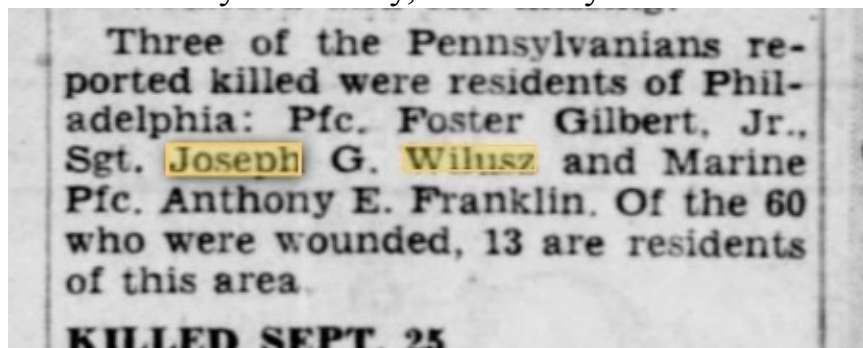 Three of the Pennsylvanians re-
ported killed were residents of Phil-
adelphia: Pfc. Foster Gilbert, Jr.,
Sgt. Joseph G. Wilusz and Marine
Pfc. Anthony E. Franklin. Of the 60
who were wounded, 13 are residents
of this area.
KILLED SEPT. 25